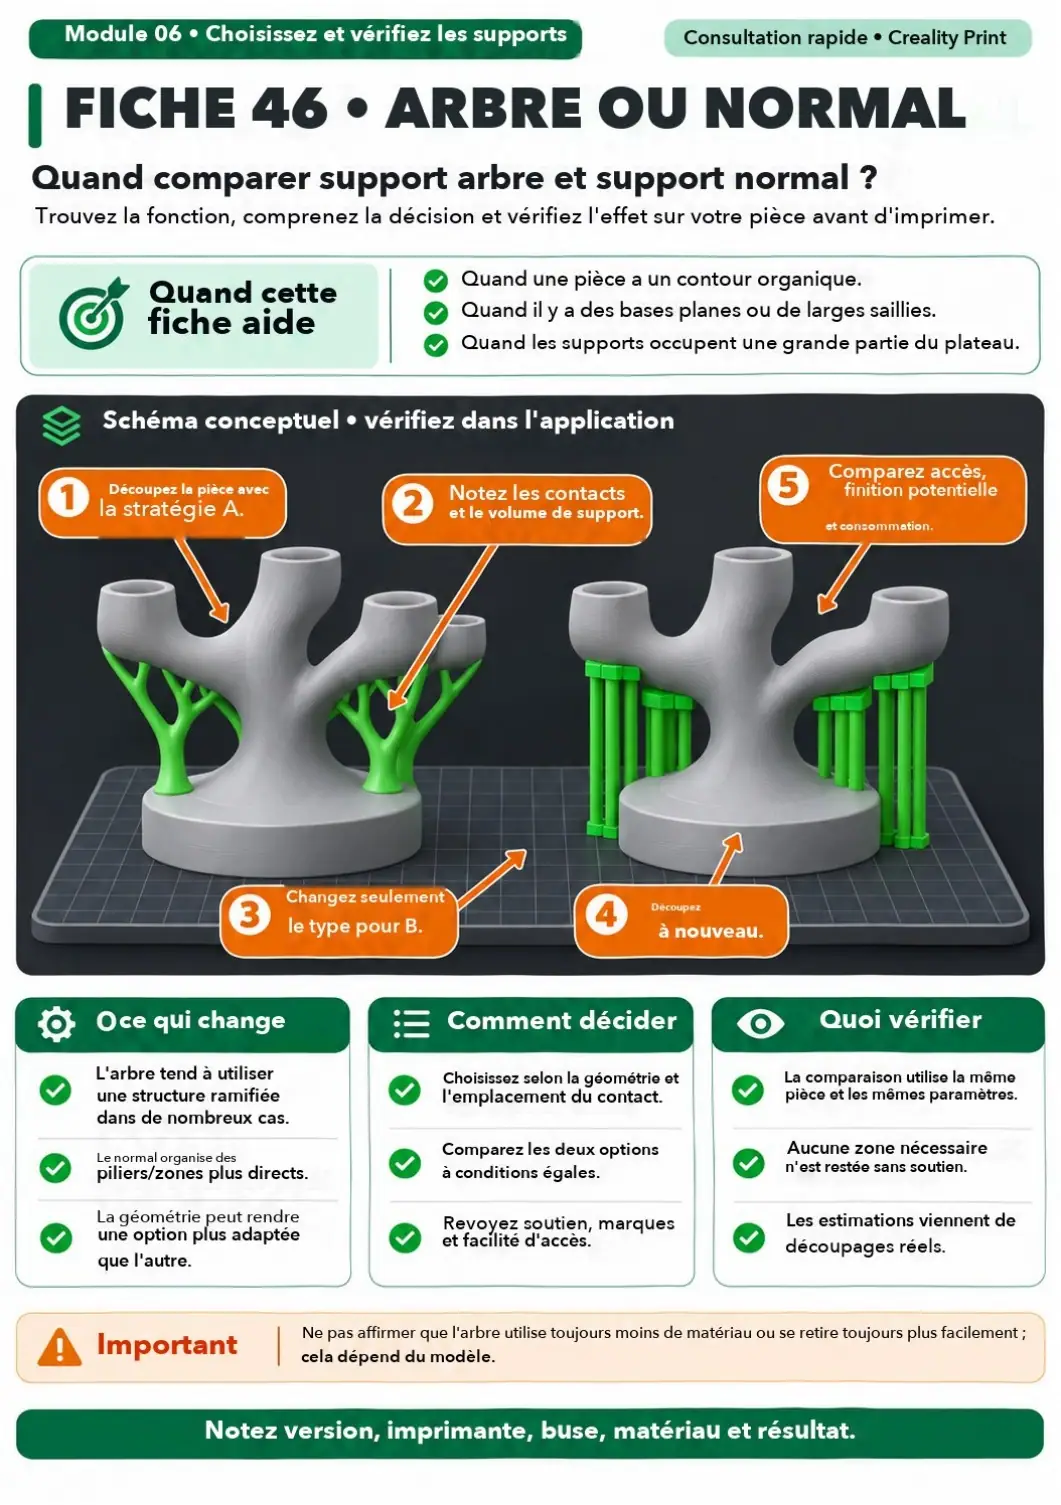 Module 06 • Choisissez et vérifiez les supports
Consultation rapide • Creality Print
FICHE 46 • ARBRE OU NORMAL
Quand comparer support arbre et support normal ?
Trouvez la fonction, comprenez la décision et vérifiez l'effet sur votre pièce avant d'imprimer.
Quand cette
fiche aide
Quand une pièce a un contour organique.
Quand il y a des bases planes ou de larges saillies.
Quand les supports occupent une grande partie du plateau.
Schéma conceptuel • vérifiez dans l'application
1
Découpez la pièce avec
la stratégie A.
2
Notez les contacts
et le volume de support.
5
Comparez accès,
finition potentielle
et consommation.
3
Changez seulement
le type pour B.
4
Découpez
à nouveau.
Oce qui change
L'arbre tend à utiliser
une structure ramifiée
dans de nombreux cas.
Le normal organise des
piliers/zones plus directs.
La géométrie peut rendre
une option plus adaptée
que l'autre.
Comment décider
Choisissez selon la géométrie et
l'emplacement du contact.
Comparez les deux options
à conditions égales.
Revoyez soutien, marques
et facilité d'accès.
Quoi vérifier
La comparaison utilise la même
pièce et les mêmes paramètres.
Aucune zone nécessaire
n'est restée sans soutien.
Les estimations viennent de
découpages réels.
Important
Ne pas affirmer que l'arbre utilise toujours moins de matériau ou se retire toujours plus facilement ;
cela dépend du modèle.
Notez version, imprimante, buse, matériau et résultat.